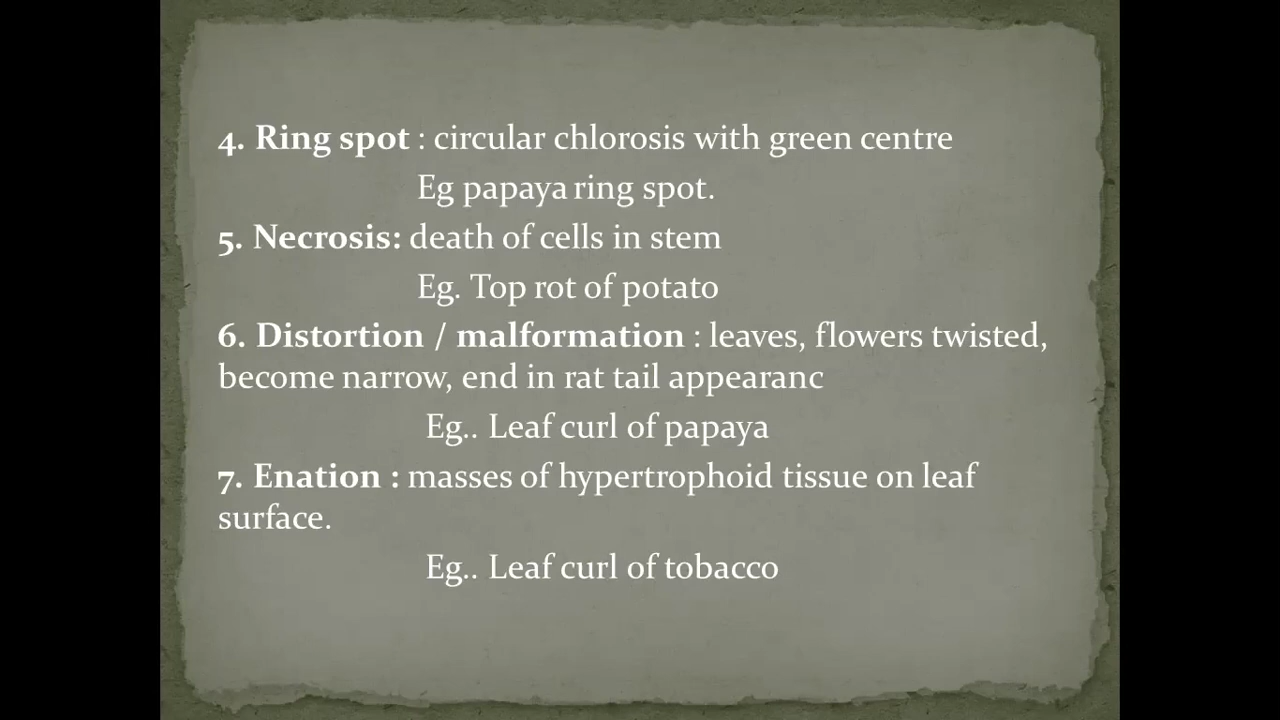 4. Ring spot : circular chlorosis with green centre
Eg papaya ring spot.
5. Necrosis: death of cells in stem
Eg. Top rot of potato
6. Distortion / malformation : leaves, flowers twisted,
become narrow, end in rat tail appearanc
Eg.. Leaf curl of papaya
7. Enation : masses of hypertrophoid tissue on leaf
surface.
Eg.. Leaf curl of tobacco